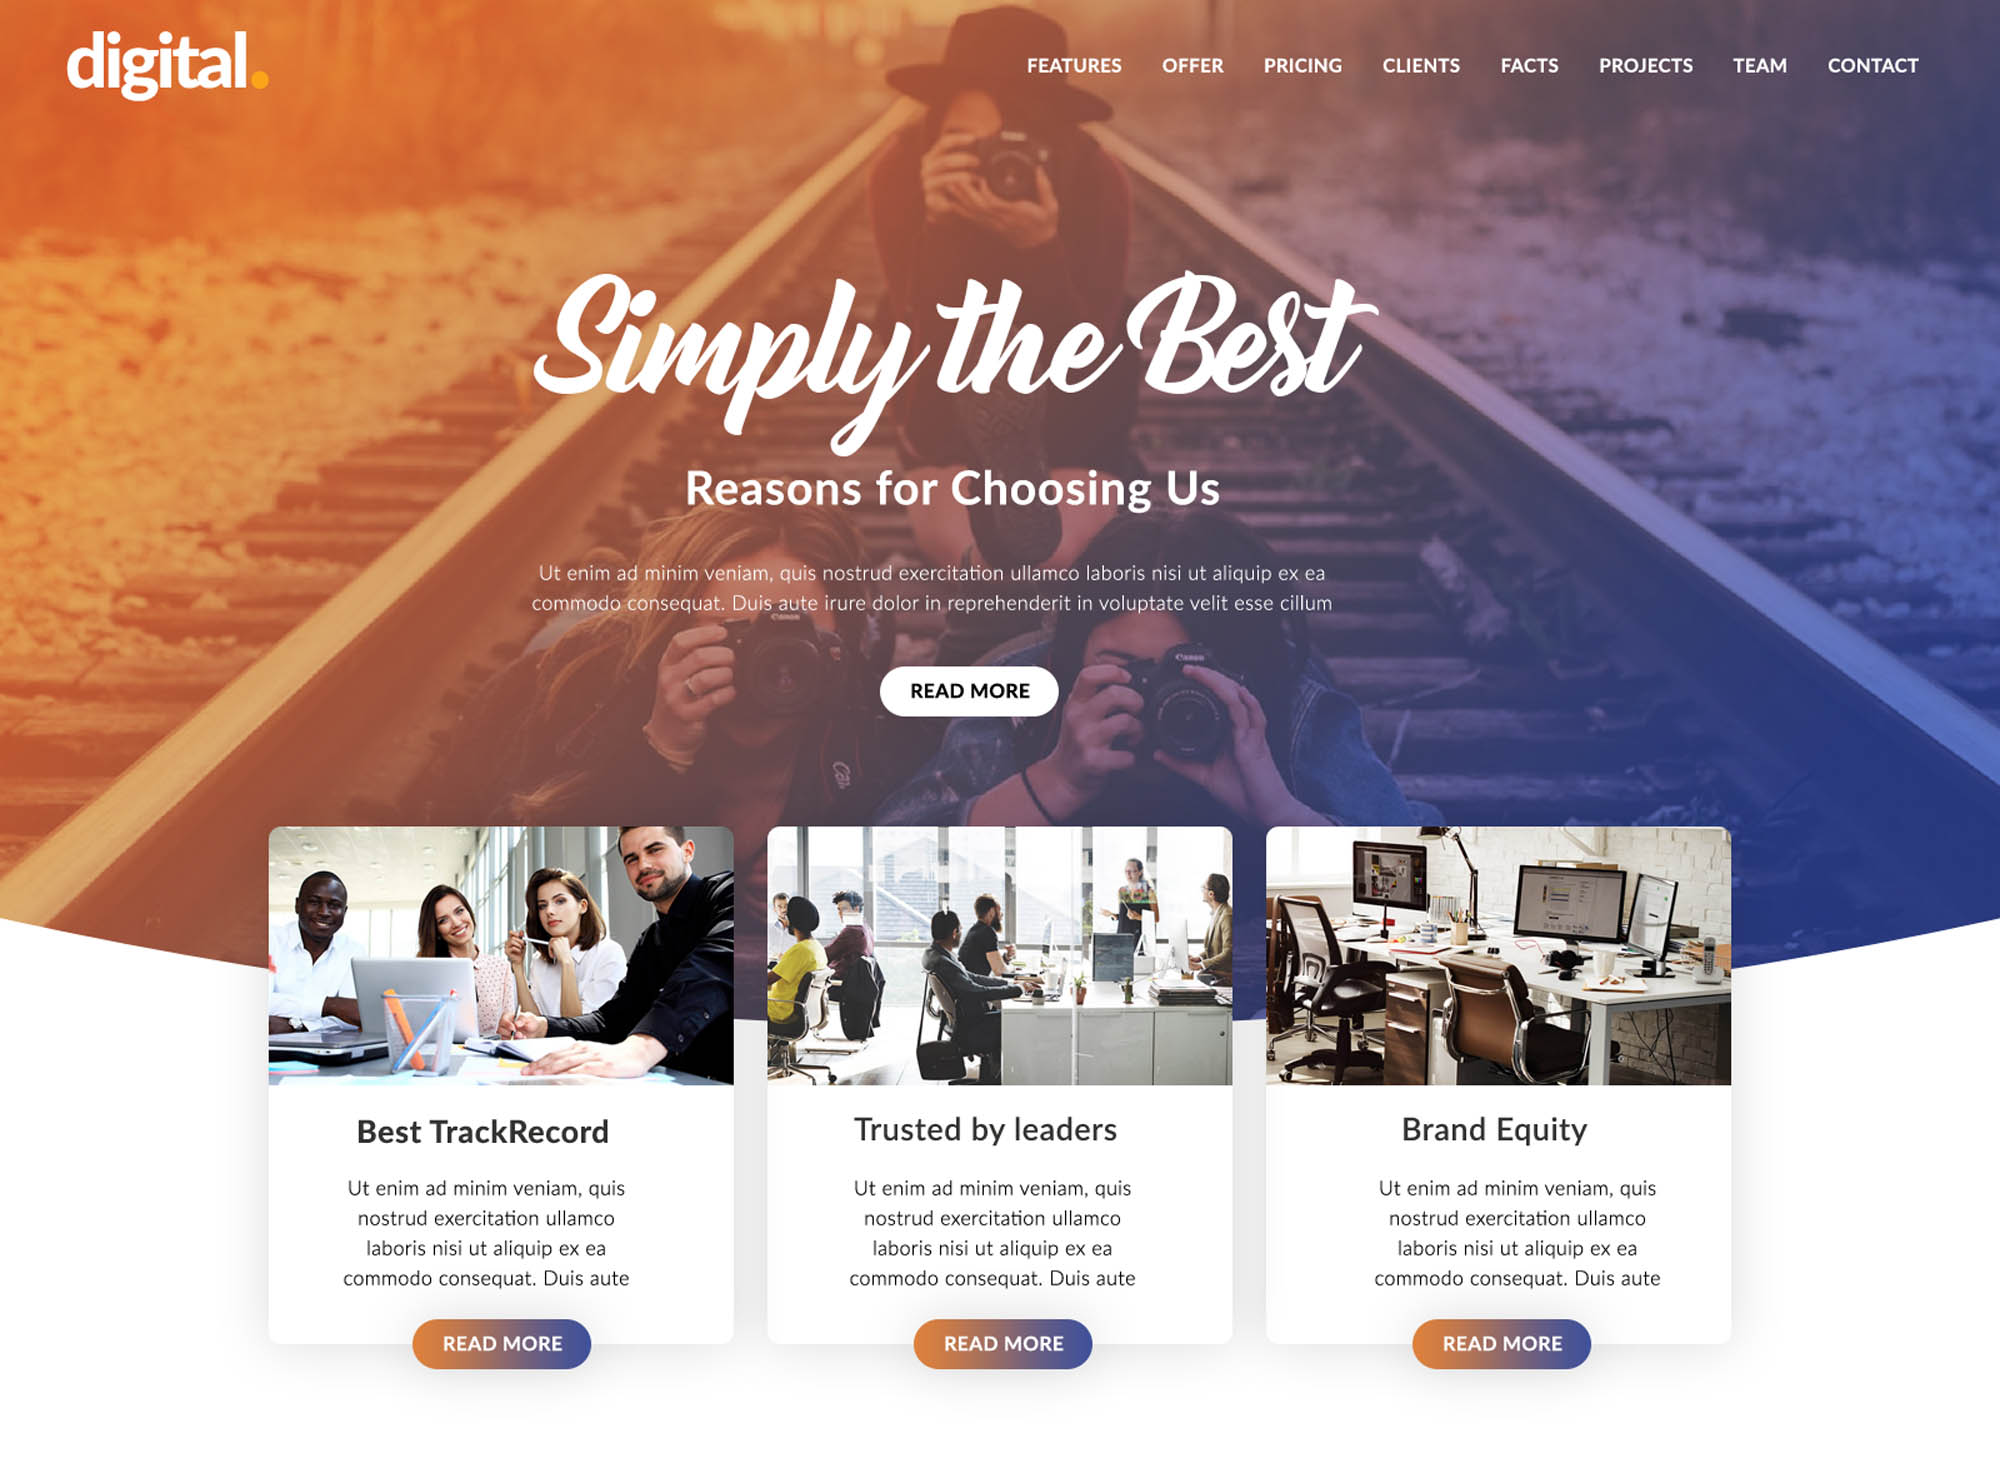 digital.
FEATURES OFFER PRICING CLIENTS FACTS PROJECTS TEAM CONTACT
Simply the Best
Reasons for Choosing Us
Ut enim ad minim veniam, quis nostrud exercitation ullamco laboris nisi ut aliquip ex ea
commodo consequat. Duis aute irure dolor in reprehenderit in voluptate velit esse cillum
Canon
Canon
READ MORE
Best TrackRecord
Ut enim ad minim veniam, quis
nostrud exercitation ullamco
laboris nisi ut aliquip ex ea
commodo consequat. Duis aute
READ MORE
Trusted by leaders
Ut enim ad minim veniam, quis
nostrud exercitation ullamco
laboris nisi ut aliquip ex ea
commodo consequat. Duis aute
READ MORE
Brand Equity
Ut enim ad minim veniam, quis
nostrud exercitation ullamco
laboris nisi ut aliquip ex ea
commodo consequat. Duis aute
READ MORE